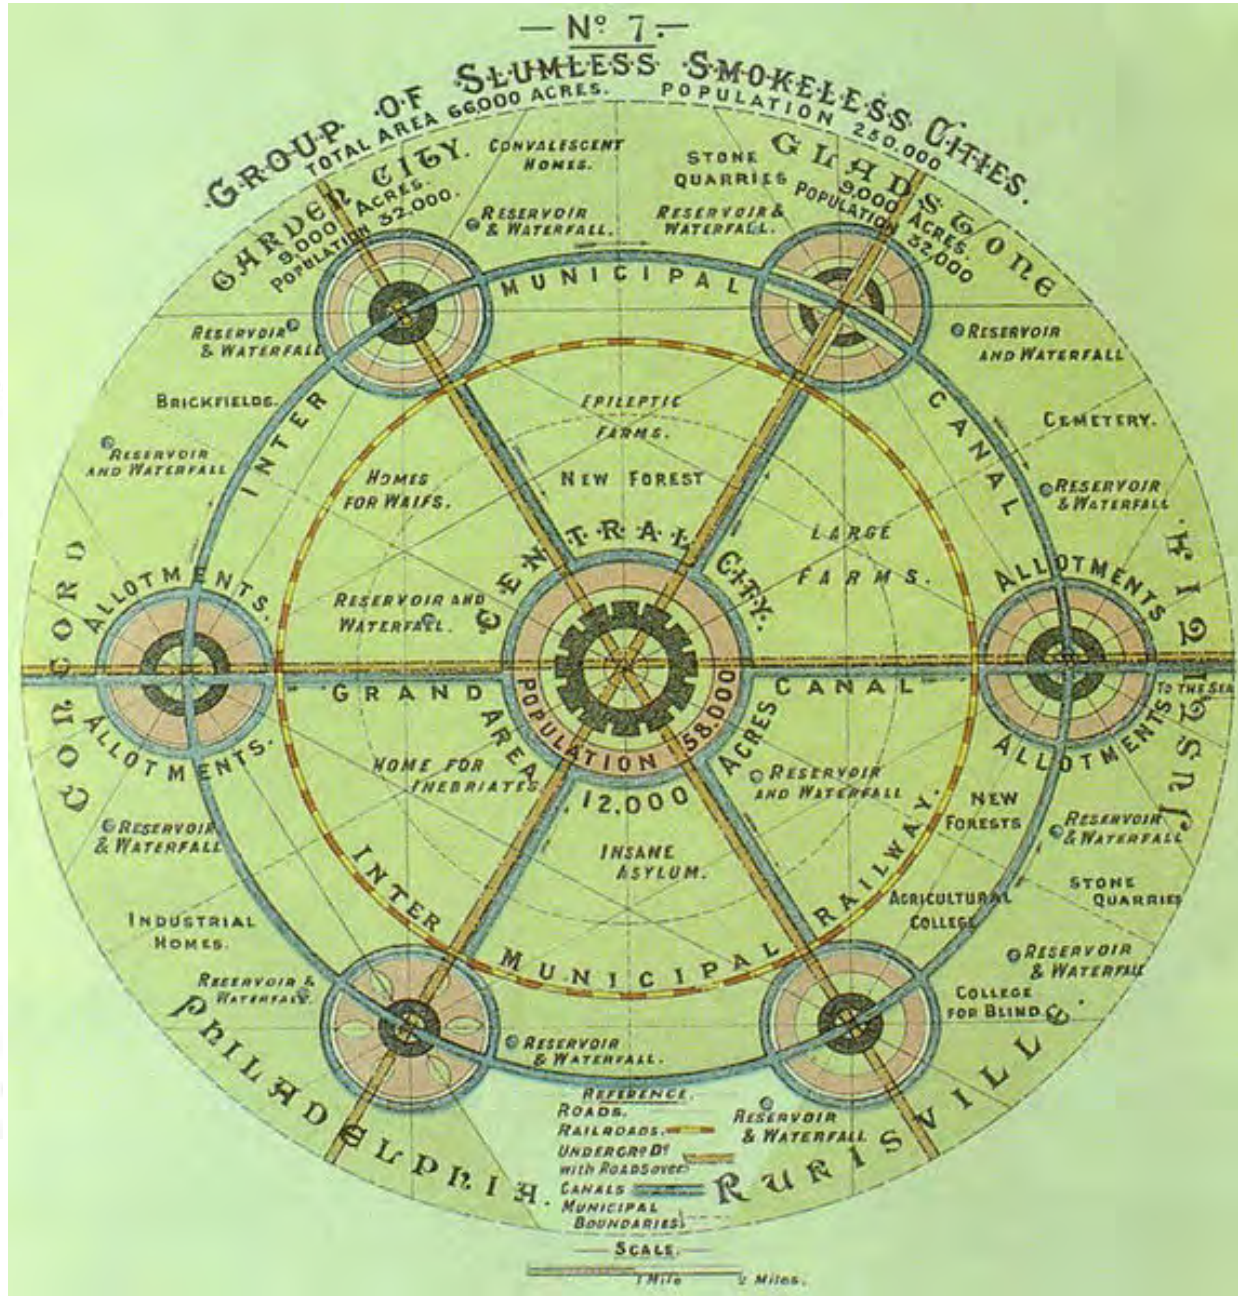 — No 7. —
GROUP OF SLUMLESS SMOKELESS CITIES.
TOTAL AREA 66,000 ACRES. POPULATION 250,000
GARDEN CITY.
9,000 ACRES.
POPULATION 32,000.
CONVALESCENT
HOMES.
STONE
QUARRIES
GLADSTONE
9,000 ACRES.
POPULATION 32,000
RESERVOIR
& WATERFALL.
RESERVOIR &
WATERFALL.
INTER MUNICIPAL CANAL
RESERVOIR
& WATERFALL
RESERVOIR
AND WATERFALL
BRICKFIELDS.
EPILEPTIC
FARMS.
CEMETERY.
RESERVOIR
AND WATERFALL
HOMES
FOR WAIFS.
NEW FOREST
RESERVOIR
& WATERFALL
LARGE
FARMS.
CENTRAL CITY.
CONCORD
ALLOTMENTS.
ALLOTMENTS
RESERVOIR AND
WATERFALL.
GRAND CANAL
POPULATION 58,000
AREA 12,000 ACRES
TO THE SEA
ALLOTMENTS.
ALLOTMENTS
HOME FOR
INEBRIATES.
RESERVOIR
AND WATERFALL
NEW
FORESTS
RESERVOIR
& WATERFALL
RESERVOIR
& WATERFALL
INSANE
ASYLUM.
STONE
QUARRIES
AGRICULTURAL
COLLEGE
INDUSTRIAL
HOMES.
INTER MUNICIPAL RAILWAY.
RESERVOIR
& WATERFALL
RESERVOIR &
WATERFALL.
COLLEGE
FOR BLIND
PHILADELPHIA.
RESERVOIR
& WATERFALL.
RURISVILLE.
REFERENCE.
ROADS.
RAILROADS.
UNDERGRD Do
with ROADS over
CANALS
MUNICIPAL
BOUNDARIES
RESERVOIR
& WATERFALL
SCALE.
1 Mile 2 Miles.